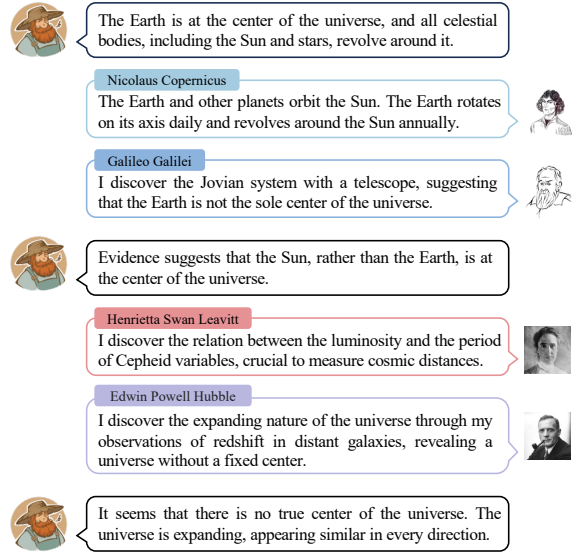 The Earth is at the center of the universe, and all celestial
bodies, including the Sun and stars, revolve around it.
Nicolaus Copernicus
The Earth and other planets orbit the Sun. The Earth rotates
on its axis daily and revolves around the Sun annually.
Galileo Galilei
I discover the Jovian system with a telescope, suggesting
that the Earth is not the sole center of the universe.
Evidence suggests that the Sun, rather than the Earth, is at
the center of the universe.
Henrietta Swan Leavitt
I discover the relation between the luminosity and the period
of Cepheid variables, crucial to measure cosmic distances.
Edwin Powell Hubble
I discover the expanding nature of the universe through my
observations of redshift in distant galaxies, revealing a
universe without a fixed center.
It seems that there is no true center of the universe. The
universe is expanding, appearing similar in every direction.